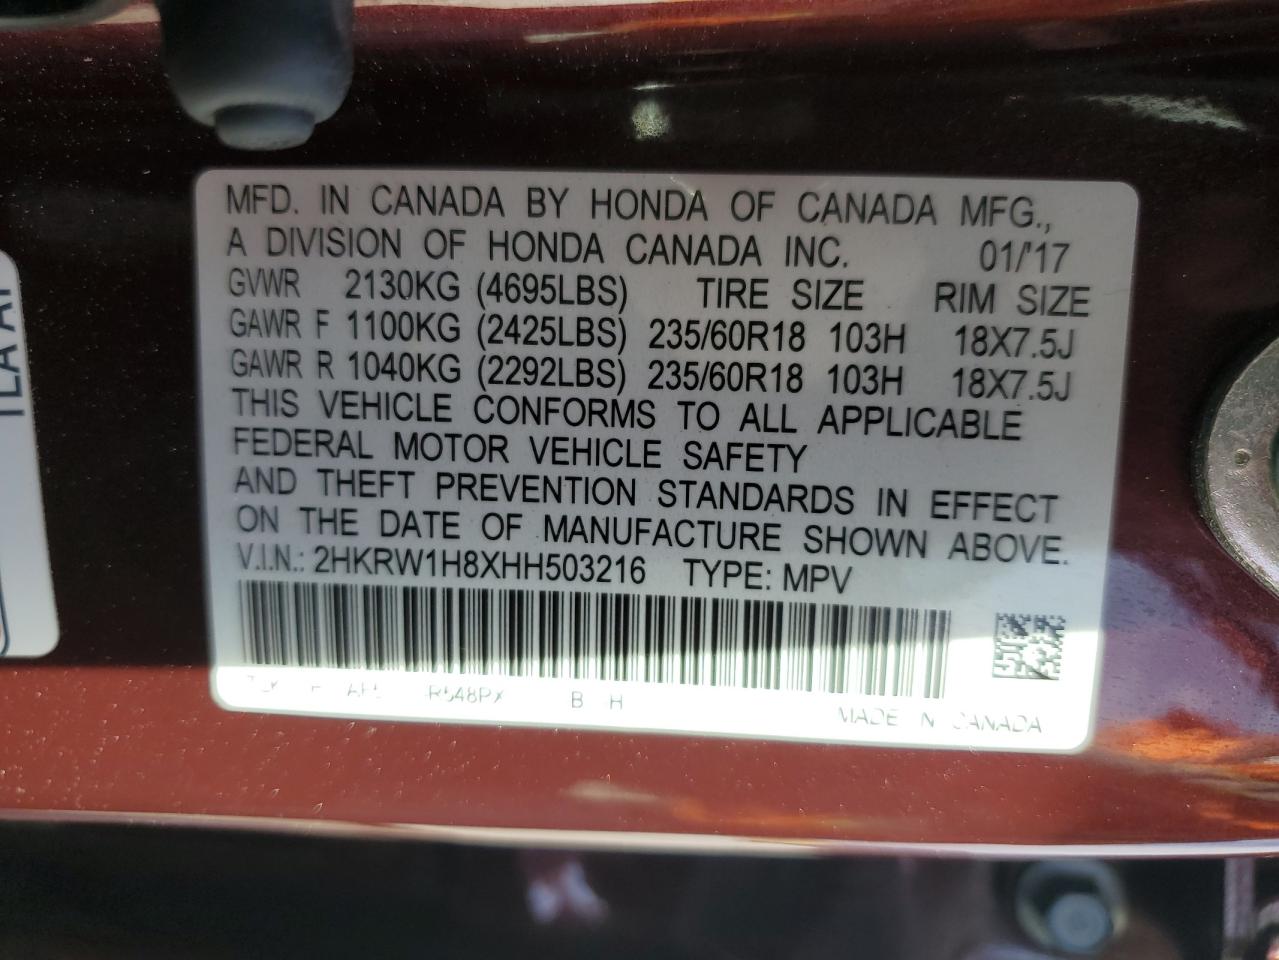 MFD. IN CANADA BY HONDA OF CANADA MFG.,
A DIVISION OF HONDA CANADA INC. 01/'17
GVWR 2130KG (4695LBS) TIRE SIZE RIM SIZE
GAWR F 1100KG (2425LBS) 235/60R18 103H 18X7.5J
GAWR R 1040KG (2292LBS) 235/60R18 103H 18X7.5J
THIS VEHICLE CONFORMS TO ALL APPLICABLE
FEDERAL MOTOR VEHICLE SAFETY
AND THEFT PREVENTION STANDARDS IN EFFECT
ON THE DATE OF MANUFACTURE SHOWN ABOVE.
V.I.N.: 2HKRW1H8XHH503216 TYPE: MPV
R548PX B H
MADE IN CANADA